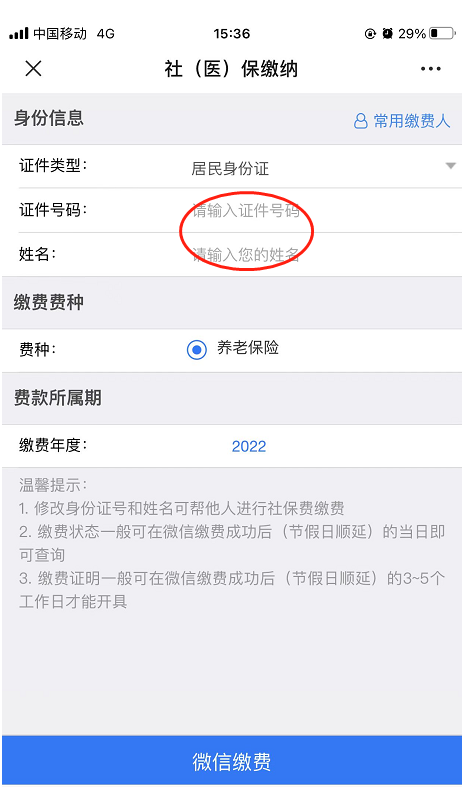 中国移动 4G 15:36 29%
社（医）保缴纳
身份信息 常用缴费人
证件类型： 居民身份证
证件号码： 请输入证件号码
姓名： 请输入您的姓名
缴费费种
费种： 养老保险
费款所属期
缴费年度： 2022
温馨提示：
1. 修改身份证号和姓名可帮他人进行社保费缴费
2. 缴费状态一般可在微信缴费成功后（节假日顺延）的当日即
可查询
3. 缴费证明一般可在微信缴费成功后（节假日顺延）的3~5个
工作日才能开具
微信缴费